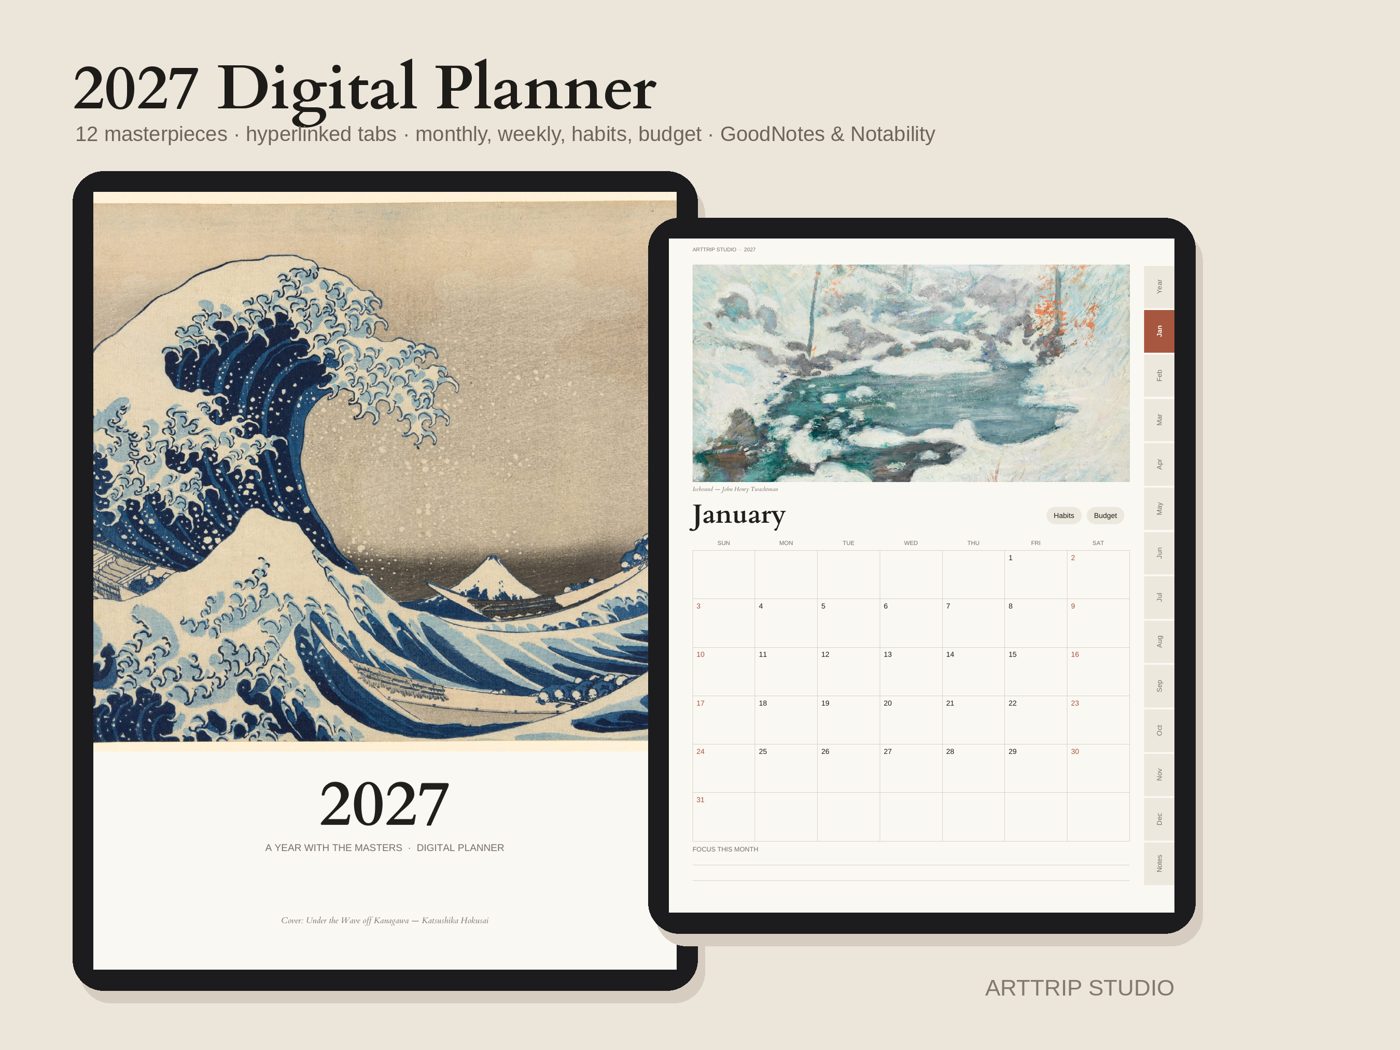 2027 Digital Planner
12 masterpieces · hyperlinked tabs · monthly, weekly, habits, budget · GoodNotes & Notability
2027
A YEAR WITH THE MASTERS · DIGITAL PLANNER
Cover: Under the Wave off Kanagawa — Katsushika Hokusai
ARTTRIP STUDIO · 2027
Icebound — John Henry Twachtman
January
Habits
Budget
SUN MON TUE WED THU FRI SAT
1 2
3 4 5 6 7 8 9
10 11 12 13 14 15 16
17 18 19 20 21 22 23
24 25 26 27 28 29 30
31
FOCUS THIS MONTH
Year
Jan
Feb
Mar
Apr
May
Jun
Jul
Aug
Sep
Oct
Nov
Dec
Notes
ARTTRIP STUDIO